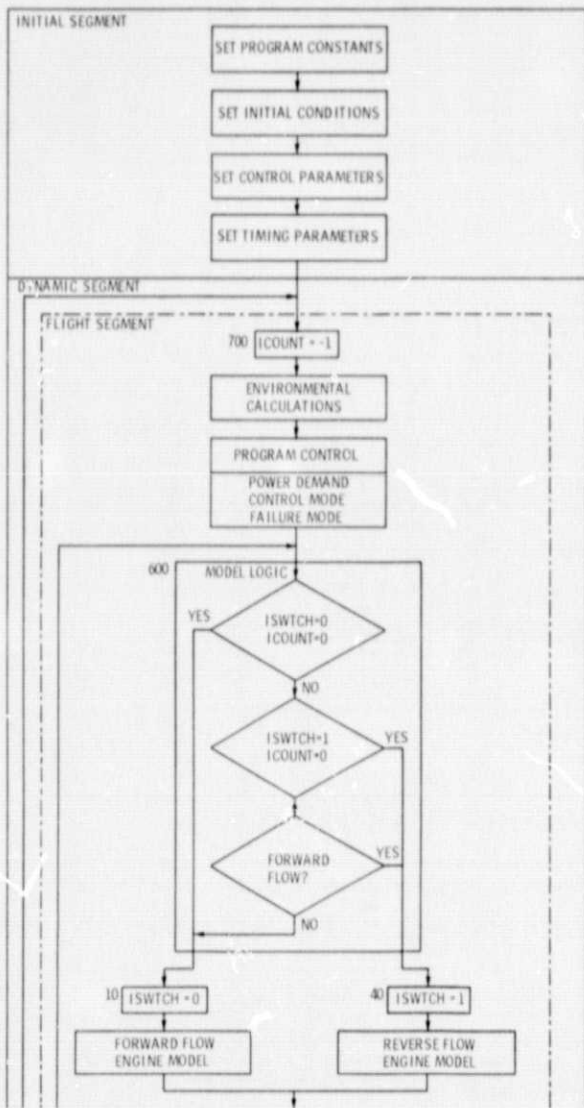 INITIAL SEGMENT
SET PROGRAM CONSTANTS
SET INITIAL CONDITIONS
SET CONTROL PARAMETERS
SET TIMING PARAMETERS
DYNAMIC SEGMENT
FLIGHT SEGMENT
700 ICOUNT = -1
ENVIRONMENTAL
CALCULATIONS
PROGRAM CONTROL
POWER DEMAND
CONTROL MODE
FAILURE MODE
600 MODEL LOGIC
YES
ISWTCH=0
ICOUNT=0
NO
ISWTCH=1
ICOUNT=0
YES
FORWARD
FLOW?
YES
NO
10 ISWTCH = 0
40 ISWTCH = 1
FORWARD FLOW
ENGINE MODEL
REVERSE FLOW
ENGINE MODEL